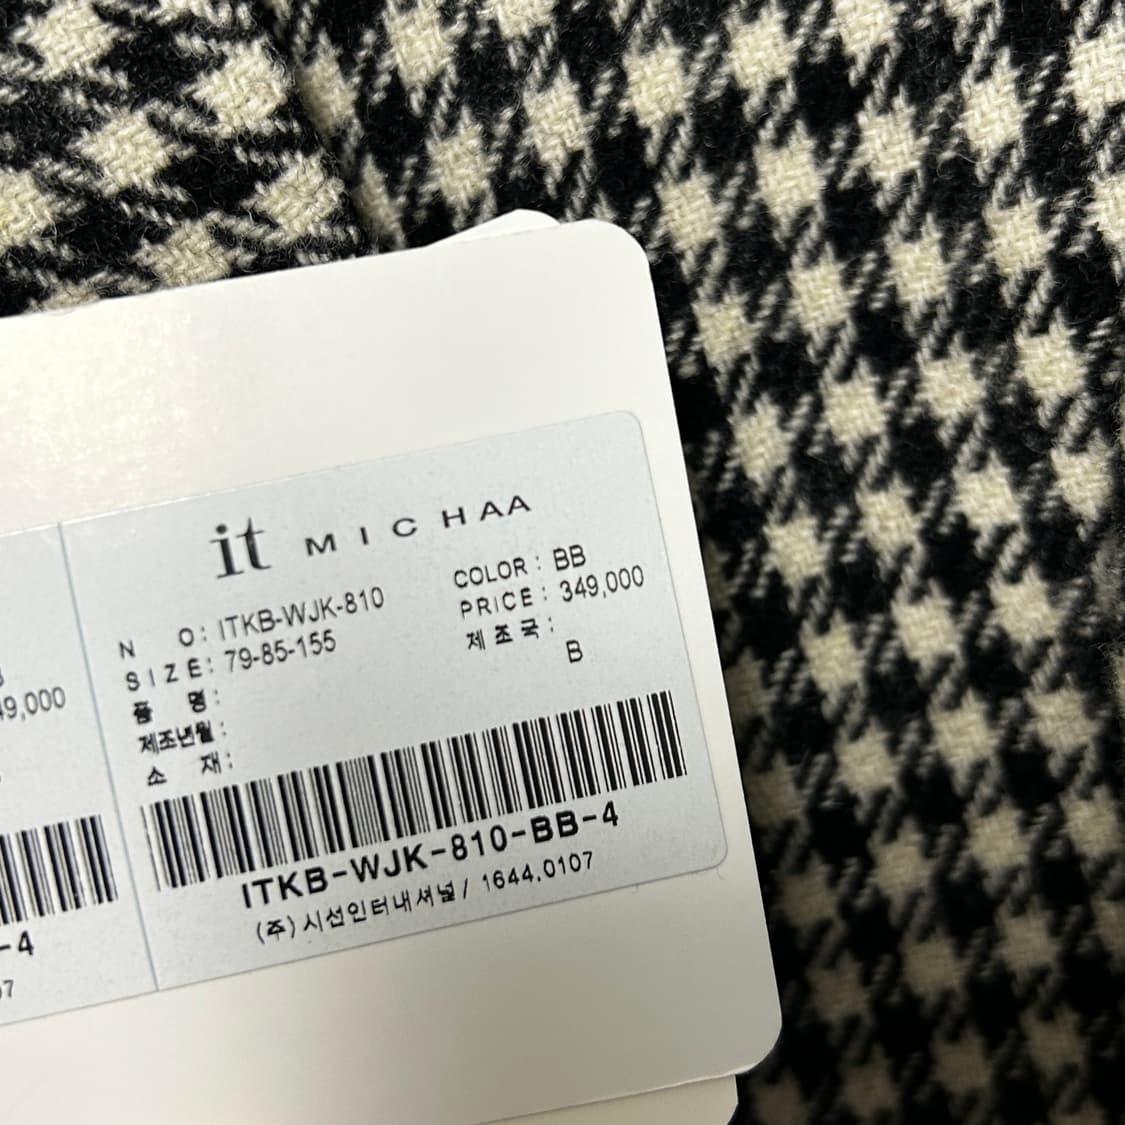 it MICHAA
N O: ITKB-WJK-810
SIZE: 79-85-155
품 명:
제조년월:
소 재:
COLOR: BB
PRICE: 349,000
제조국:
B
ITKB-WJK-810-BB-4
(주)시선인터내셔널/ 1644.0107
49,000
-4
07